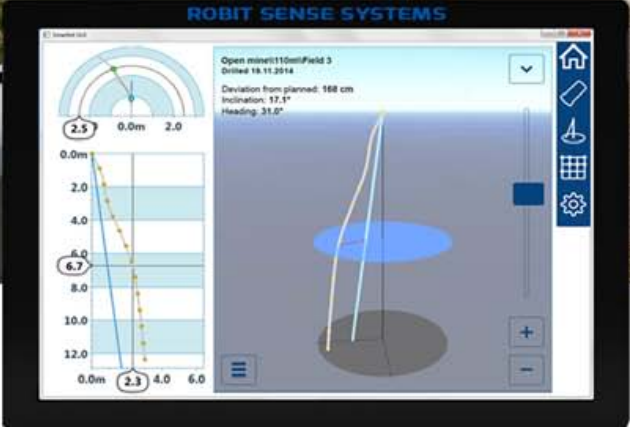 ROBIT SENSE SYSTEMS
Open mine\\110m\Field 3
Drilled 19.11.2014
Deviation from planned: 168 cm
Inclination: 17.1°
Heading: 31.0°
2.5
0.0m
2.0
0.0m
2.0
4.0
6.0
6.7
8.0
10.0
12.0
0.0m
2.3
4.0
6.0
+
−